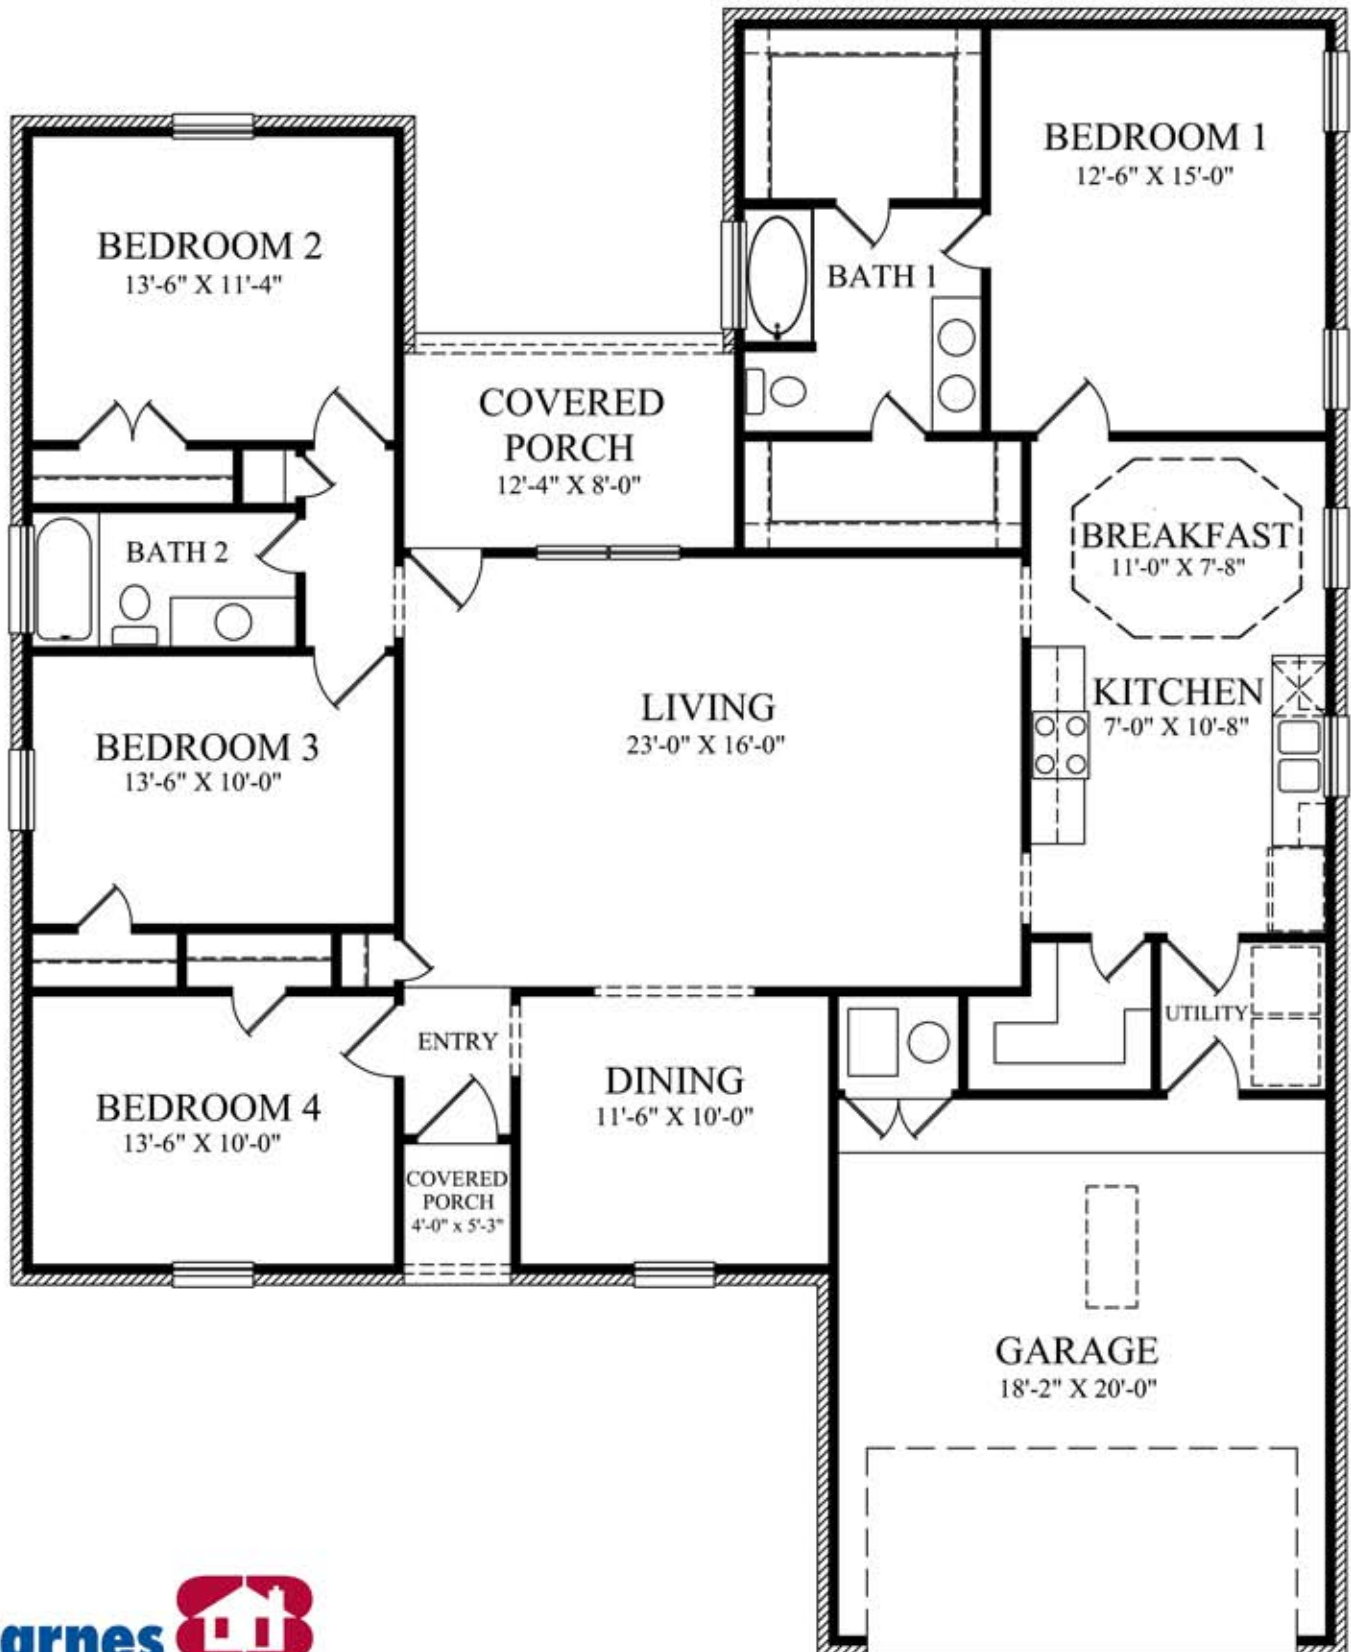 BEDROOM 1
12'-6" X 15'-0"
BEDROOM 2
13'-6" X 11'-4"
BATH 1
COVERED
PORCH
12'-4" X 8'-0"
BREAKFAST
11'-0" X 7'-8"
BATH 2
KITCHEN
7'-0" X 10'-8"
LIVING
23'-0" X 16'-0"
BEDROOM 3
13'-6" X 10'-0"
UTILITY
ENTRY
DINING
11'-6" X 10'-0"
BEDROOM 4
13'-6" X 10'-0"
COVERED
PORCH
4'-0" x 5'-3"
GARAGE
18'-2" X 20'-0"
arnes